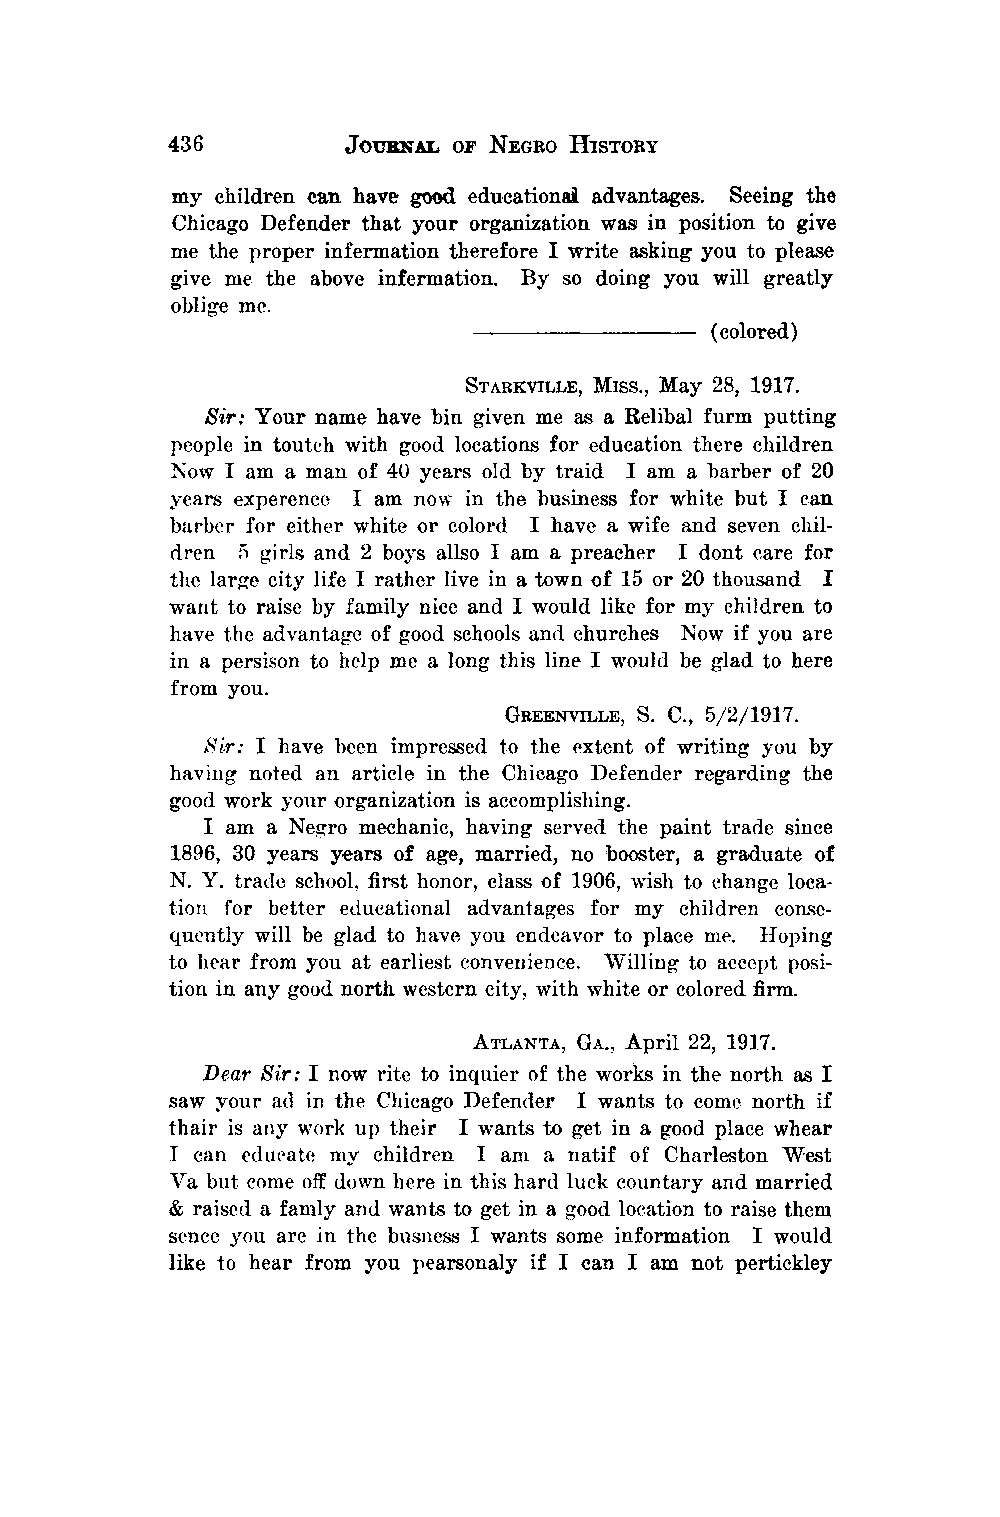 436 JOURNAL OF NEGRO HISTORY
my children can have good educational advantages. Seeing the
Chicago Defender that your organization was in position to give
me the proper infermation therefore I write asking you to please
give me the above infermation. By so doing you will greatly
oblige me.
———————— (colored)
STARKVILLE, MISS., May 28, 1917.
Sir: Your name have bin given me as a Relibal furm putting
people in toutch with good locations for education there children
Now I am a man of 40 years old by traid I am a barber of 20
years experence I am now in the business for white but I can
barber for either white or colord I have a wife and seven chil-
dren 5 girls and 2 boys allso I am a preacher I dont care for
the large city life I rather live in a town of 15 or 20 thousand I
want to raise by family nice and I would like for my children to
have the advantage of good schools and churches Now if you are
in a persison to help me a long this line I would be glad to here
from you.
GREENVILLE, S. C., 5/2/1917.
Sir: I have been impressed to the extent of writing you by
having noted an article in the Chicago Defender regarding the
good work your organization is accomplishing.
I am a Negro mechanic, having served the paint trade since
1896, 30 years years of age, married, no booster, a graduate of
N. Y. trade school, first honor, class of 1906, wish to change loca-
tion for better educational advantages for my children conse-
quently will be glad to have you endeavor to place me. Hoping
to hear from you at earliest convenience. Willing to accept posi-
tion in any good north western city, with white or colored firm.
ATLANTA, GA., April 22, 1917.
Dear Sir: I now rite to inquier of the works in the north as I
saw your ad in the Chicago Defender I wants to come north if
thair is any work up their I wants to get in a good place whear
I can educate my children I am a natif of Charleston West
Va but come off down here in this hard luck countary and married
& raised a famly and wants to get in a good location to raise them
sence you are in the busness I wants some information I would
like to hear from you pearsonaly if I can I am not pertickley